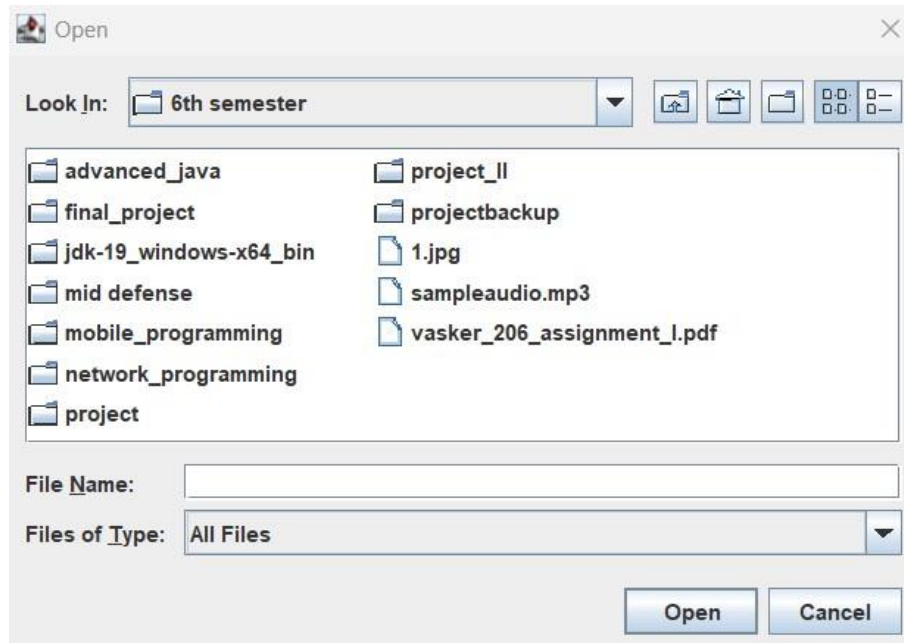 Open
Look In: 6th semester
advanced_java
final_project
jdk-19_windows-x64_bin
mid defense
mobile_programming
network_programming
project
project_II
projectbackup
1.jpg
sampleaudio.mp3
vasker_206_assignment_I.pdf
File Name:
Files of Type: All Files
Open Cancel